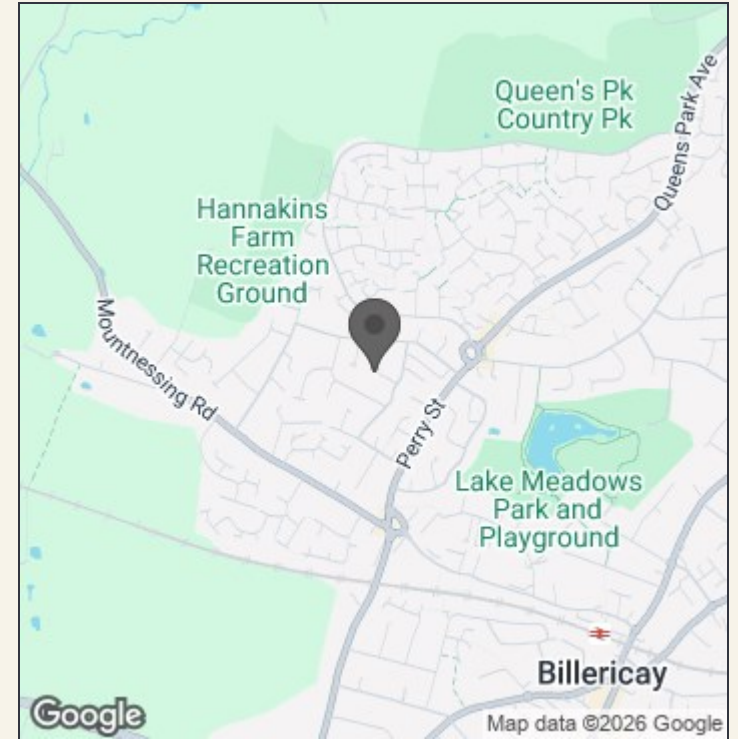 Queen's Pk
Country Pk
Queens Park Ave
Hannakins
Farm
Recreation
Ground
Mountnessing Rd
Perry St
Lake Meadows
Park and
Playground
Billericay
Google
Map data ©2026 Google